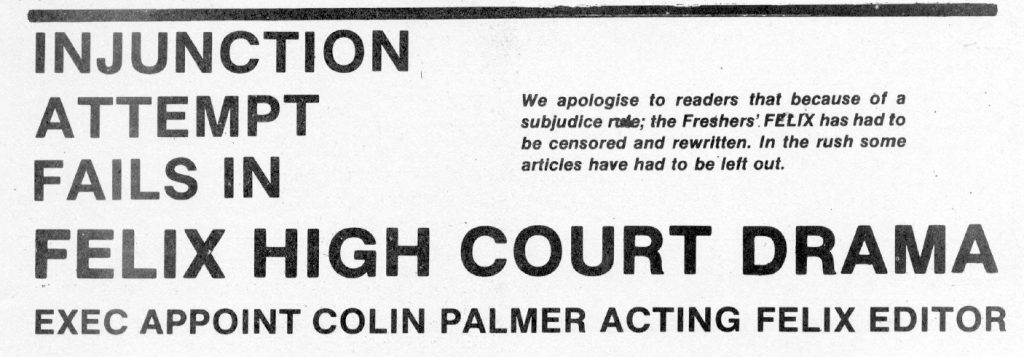 INJUNCTION
ATTEMPT
FAILS IN
FELIX HIGH COURT DRAMA
EXEC APPOINT COLIN PALMER ACTING FELIX EDITOR
We apologise to readers that because of a
subjudice rule; the Freshers' FELIX has had to
be censored and rewritten. In the rush some
articles have had to be left out.